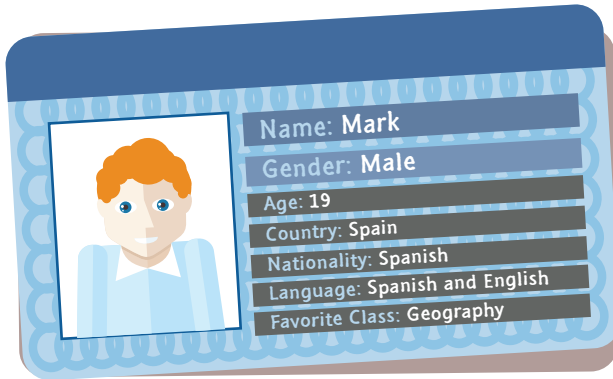 Name: Mark
Gender: Male
Age: 19
Country: Spain
Nationality: Spanish
Language: Spanish and English
Favorite Class: Geography